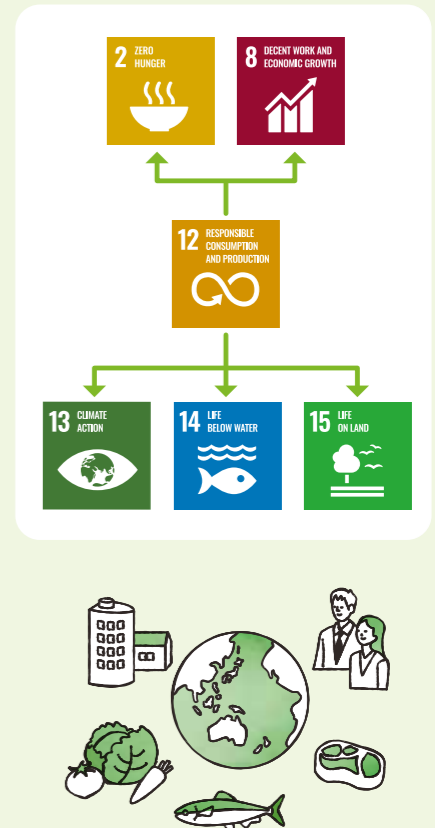 2 ZERO
HUNGER
8 DECENT WORK AND
ECONOMIC GROWTH
12 RESPONSIBLE
CONSUMPTION
AND PRODUCTION
13 CLIMATE
ACTION
14 LIFE
BELOW WATER
15 LIFE
ON LAND